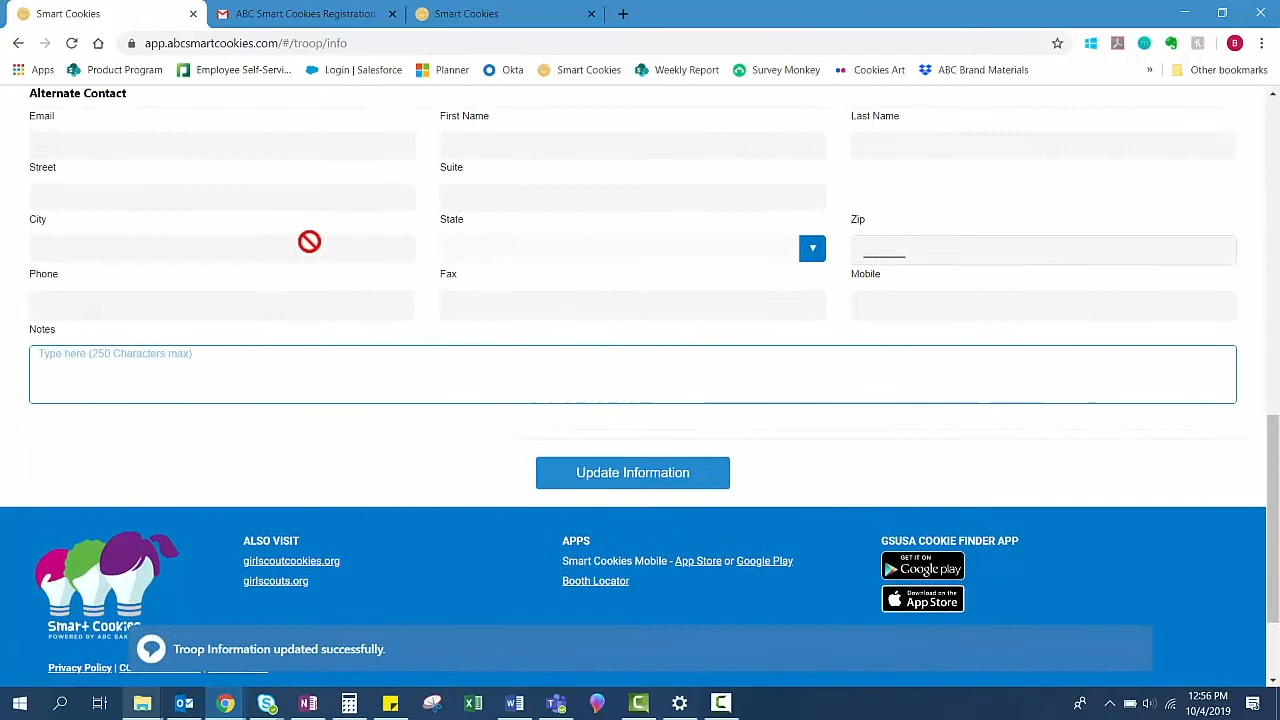 Smart Cookies
ABC Smart Cookies Registration
Smart Cookies
app.abcsmartcookies.com/#/troop/info
B
Apps
Product Program
Employee Self-Servi...
Login | Salesforce
Planner
Okta
Smart Cookies
Weekly Report
Survey Monkey
Cookies Art
ABC Brand Materials
»
Other bookmarks
Alternate Contact
Email
First Name
Last Name
Street
Suite
City
State
Zip
Phone
Fax
Mobile
Notes
Type here (250 Characters max)
Update Information
ALSO VISIT
girlscoutcookies.org
girlscouts.org
APPS
Smart Cookies Mobile - App Store or Google Play
Booth Locator
GSUSA COOKIE FINDER APP
GET IT ON
Google play
Download on the
App Store
Smart Cookies
POWERED BY ABC BAK
Troop Information updated successfully.
Privacy Policy |
12:56 PM
10/4/2019